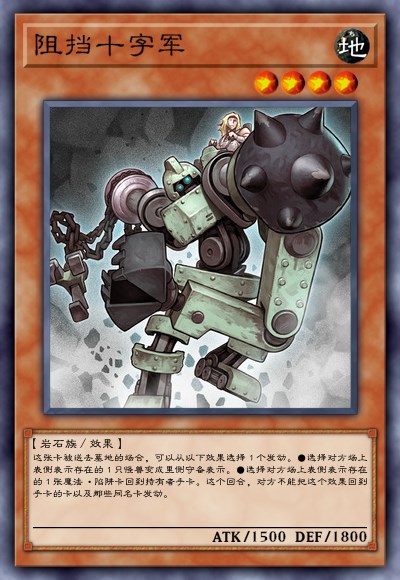 阻挡十字军
地
【岩石族／效果】
这张卡被送去墓地的场合，可以从以下效果选择1个发动。●选择对方场上
表侧表示存在的1只怪兽变成里侧守备表示。●选择对方场上表侧表示存在
的1张魔法·陷阱卡回到持有者手卡。这个回合，对方不能把这个效果回到
手卡的卡以及那些同名卡发动。
ATK/1500 DEF/1800